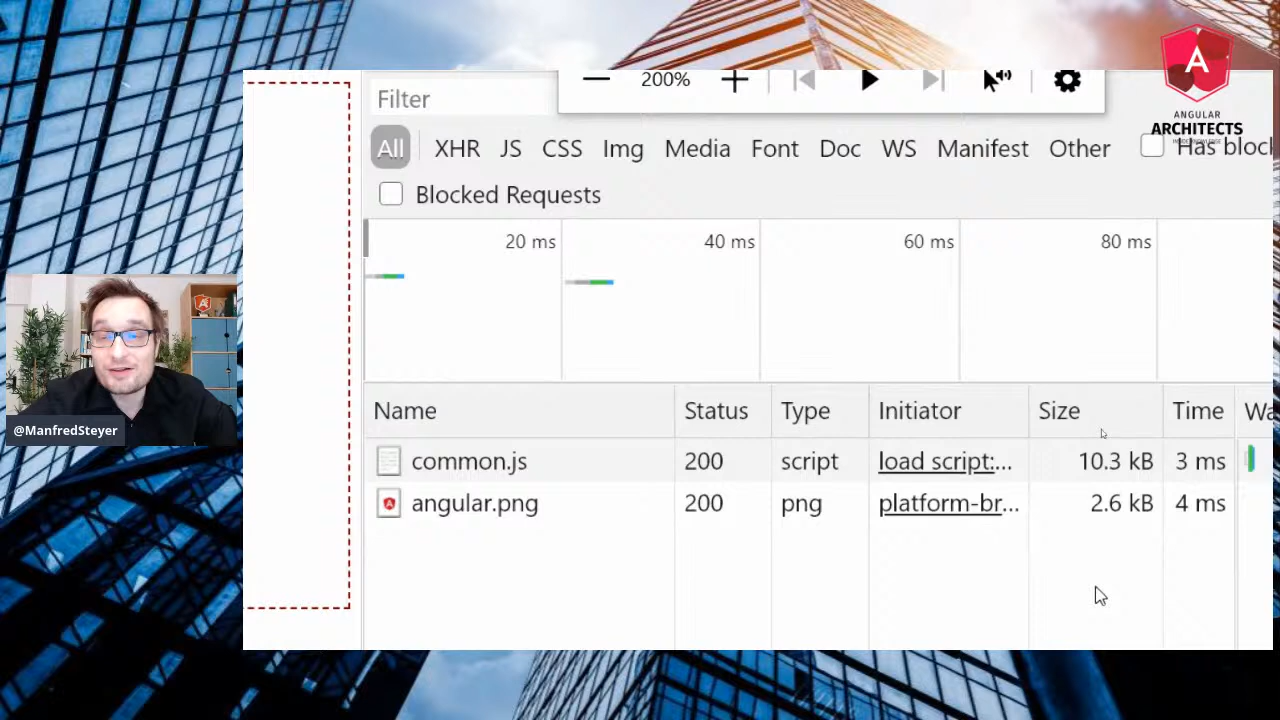 200%
Filter
ANGULAR
ARCHITECTS
All XHR JS CSS Img Media Font Doc WS Manifest Other Has block
Blocked Requests
20 ms 40 ms 60 ms 80 ms
@ManfredSteyer
Name Status Type Initiator Size Time Wa
common.js 200 script load script:... 10.3 kB 3 ms
angular.png 200 png platform-br... 2.6 kB 4 ms